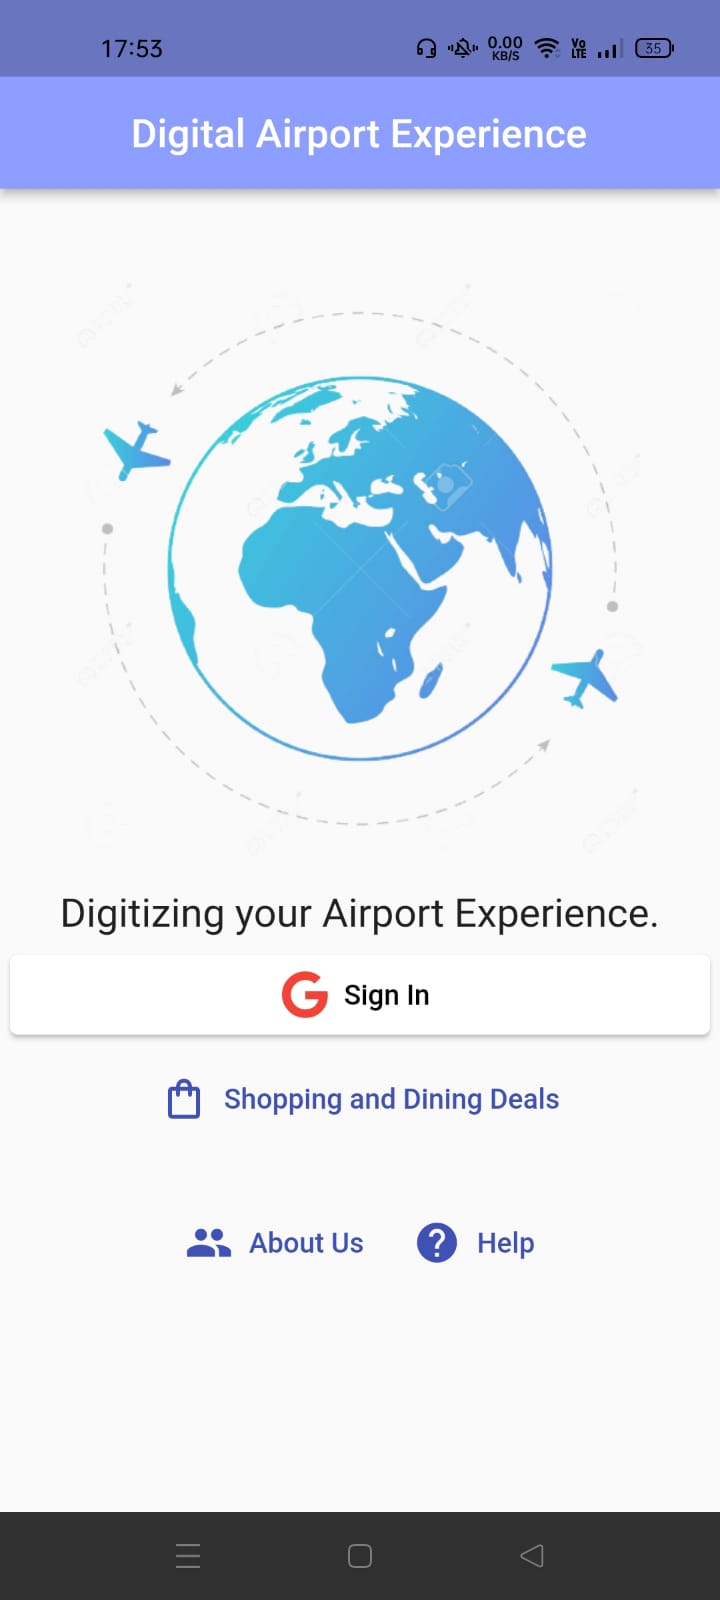 17:53
0.00
KB/S
Vo
LTE
35
Digital Airport Experience
Digitizing your Airport Experience.
G Sign In
Shopping and Dining Deals
About Us
? Help